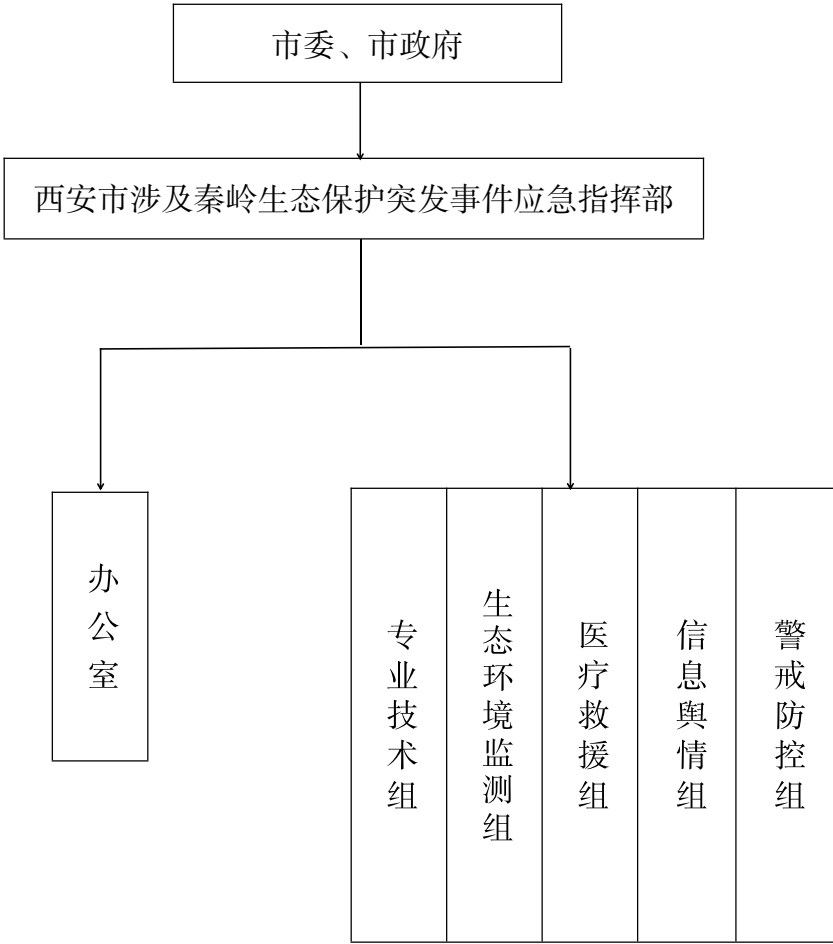 市委、市政府
西安市涉及秦岭生态保护突发事件应急指挥部
办公室
专业技术组
生态环境监测组
医疗救援组
信息舆情组
警戒防控组